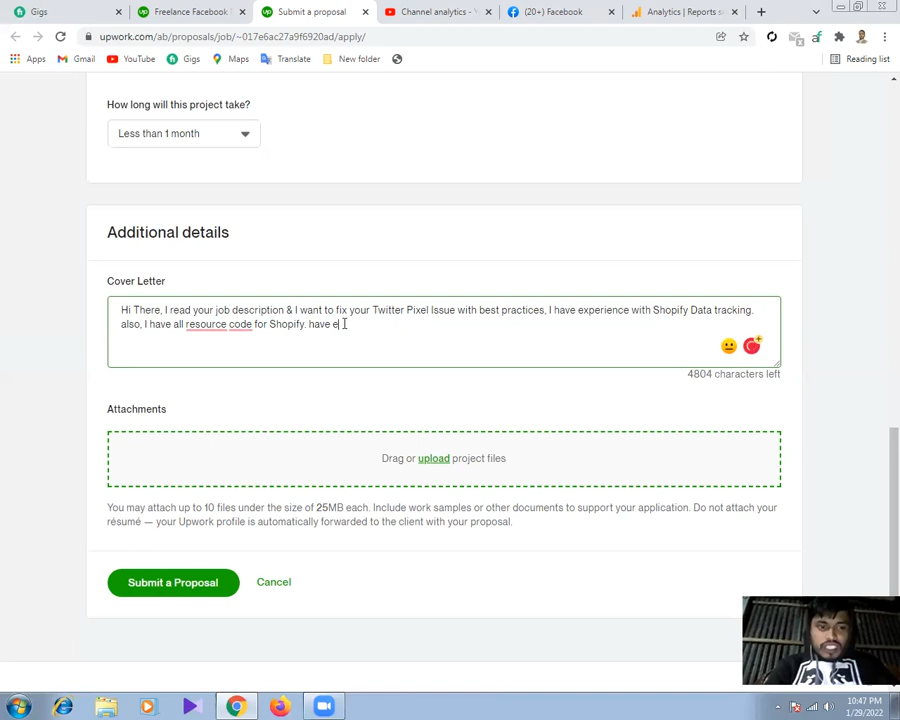 Gigs
Freelance Facebook
Submit a proposal
Channel analytics -
(20+) Facebook
Analytics | Reports s
upwork.com/ab/proposals/job/~017e6ac27a9f6920ad/apply/
Apps
Gmail
YouTube
Gigs
Maps
Translate
New folder
Reading list
How long will this project take?
Less than 1 month
Additional details
Cover Letter
Hi There, I read your job description & I want to fix your Twitter Pixel Issue with best practices, I have experience with Shopify Data tracking.
also, I have all resource code for Shopify. have e
4804 characters left
Attachments
Drag or upload project files
You may attach up to 10 files under the size of 25MB each. Include work samples or other documents to support your application. Do not attach your
résumé — your Upwork profile is automatically forwarded to the client with your proposal.
Submit a Proposal
Cancel
10:47 PM
1/29/2022